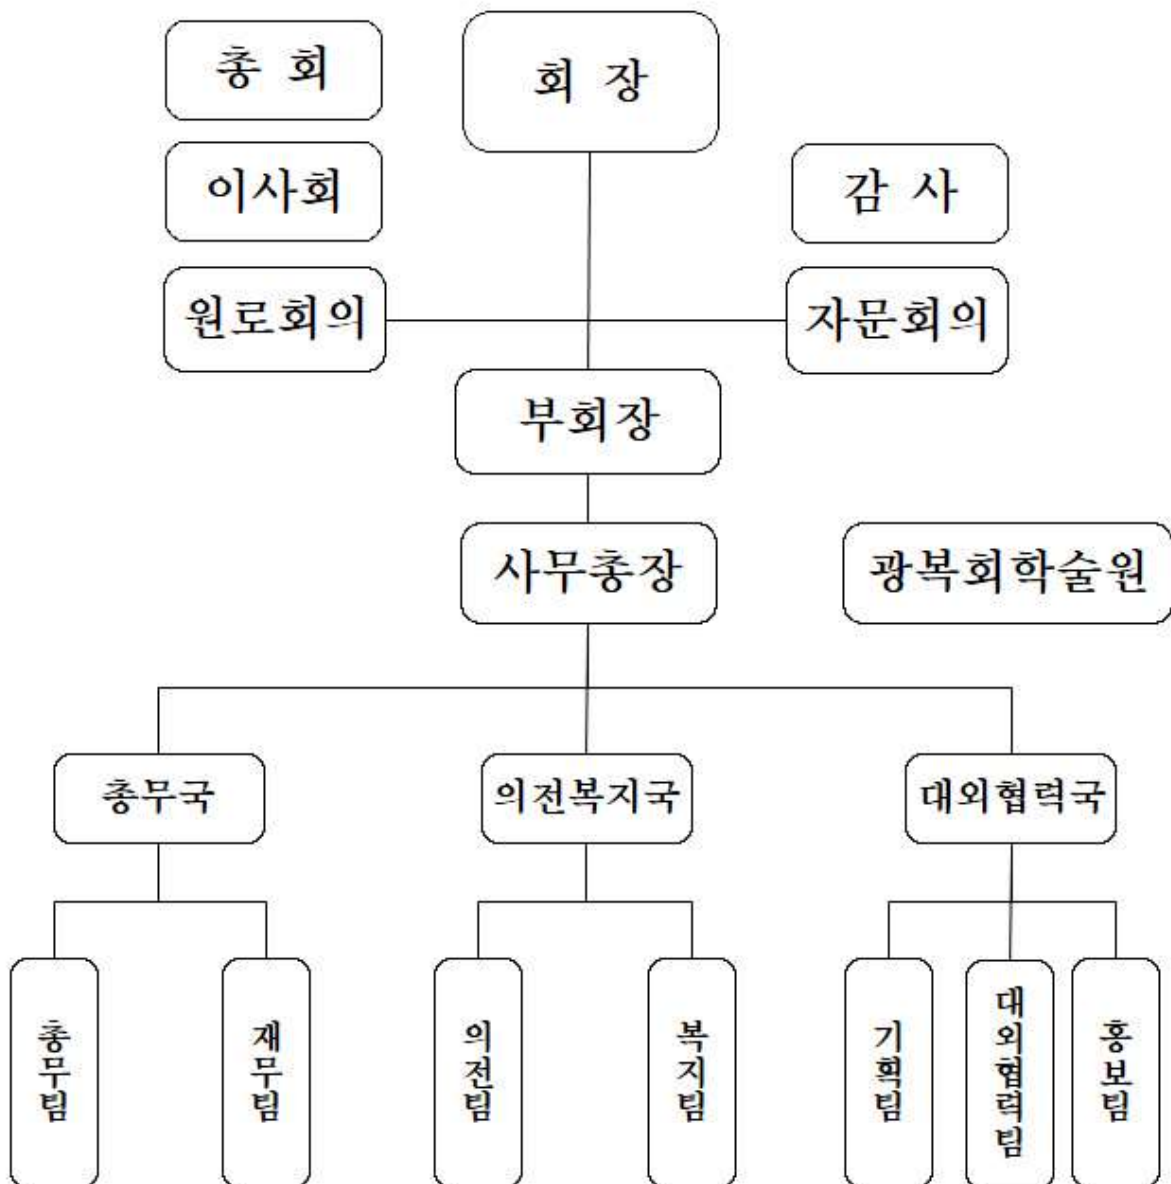 총 회
회 장
이사회
감 사
원로회의
자문회의
부회장
사무총장
광복회학술원
총무국
의전복지국
대외협력국
총무팀
재무팀
의전팀
복지팀
기획팀
대외협력팀
홍보팀